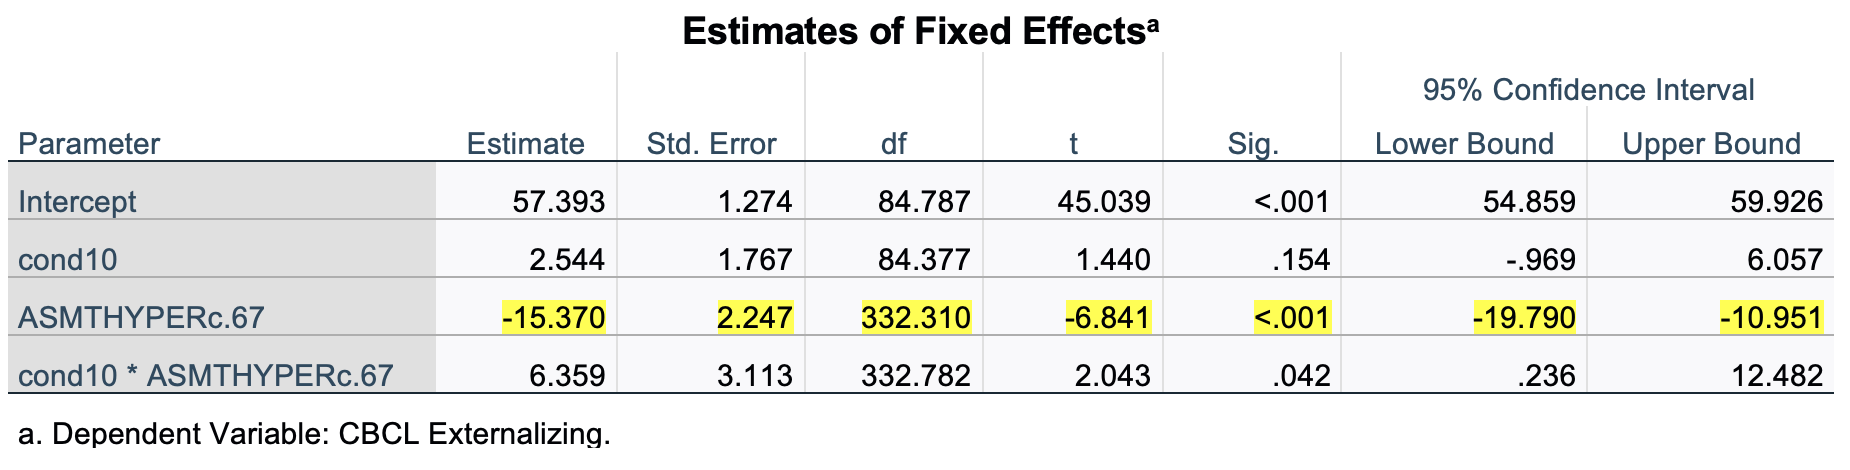 Estimates of Fixed Effectsa
95% Confidence Interval
Parameter Estimate Std. Error df t Sig. Lower Bound Upper Bound
Intercept 57.393 1.274 84.787 45.039 <.001 54.859 59.926
cond10 2.544 1.767 84.377 1.440 .154 -.969 6.057
ASMTHYPERc.67 -15.370 2.247 332.310 -6.841 <.001 -19.790 -10.951
cond10 * ASMTHYPERc.67 6.359 3.113 332.782 2.043 .042 .236 12.482
a. Dependent Variable: CBCL Externalizing.